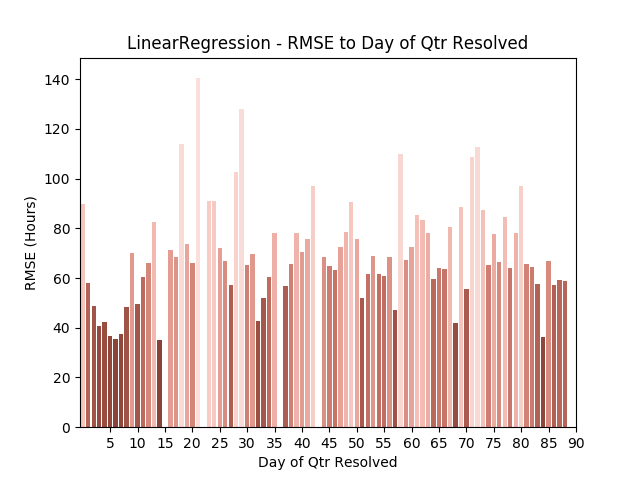 LinearRegression - RMSE to Day of Qtr Resolved
140
120
100
80
60
40
20
0
RMSE (Hours)
5 10 15 20 25 30 35 40 45 50 55 60 65 70 75 80 85 90
Day of Qtr Resolved